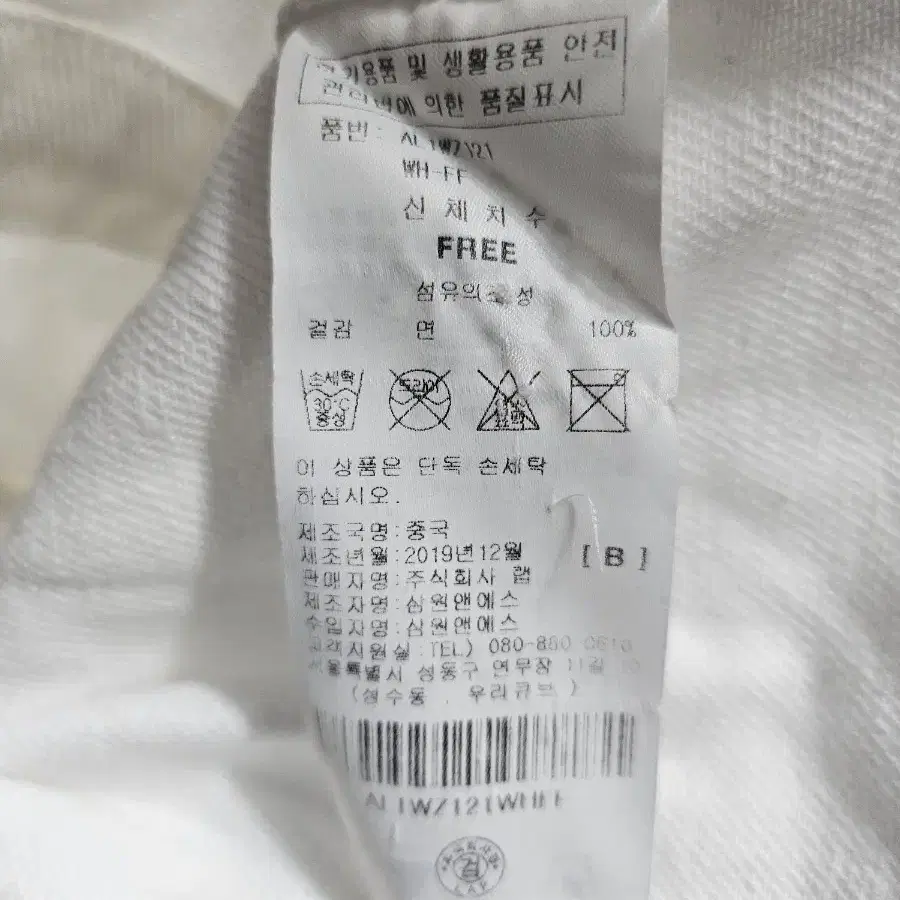 전기용품 및 생활용품 안전
관리법에 의한 품질표시
품번: AL1WZ121
WH-FF
신체치수
FREE
섬유의조성
겉감 면 100%
손세탁 30°C 중성
드라이
이 상품은 단독 손세탁
하십시오.
제조국명:중국
제조년월:2019년12월 [B]
판매자명:주식회사 랩
제조자명:삼원앤에스
수입자명:삼원앤에스
고객지원실:TEL) 080-850
서울특별시 성동구 연무장 11길
(성수동, 우리큐브)
AL1WZ121WHFF
검
LAP